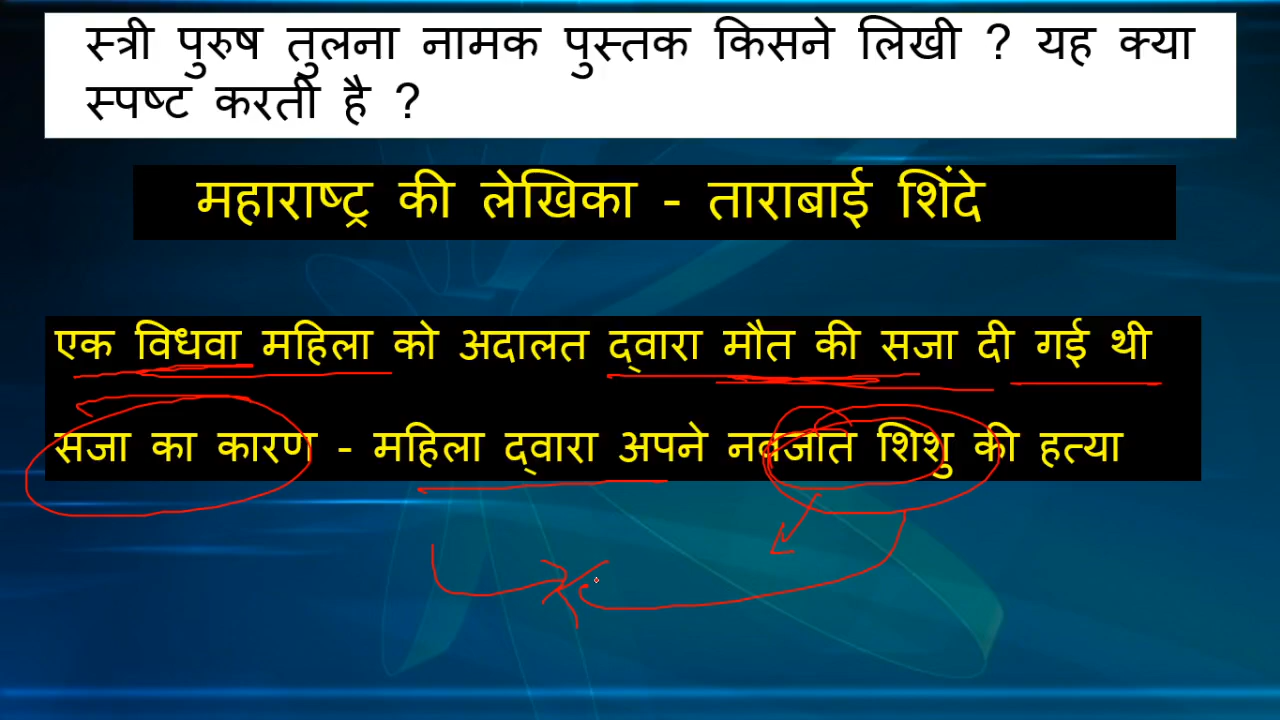 स्त्री पुरुष तुलना नामक पुस्तक किसने लिखी ? यह क्या
स्पष्ट करती है ?
महाराष्ट्र की लेखिका - ताराबाई शिंदे
एक विधवा महिला को अदालत द्वारा मौत की सजा दी गई थी
सजा का कारण - महिला द्वारा अपने नवजात शिशु की हत्या